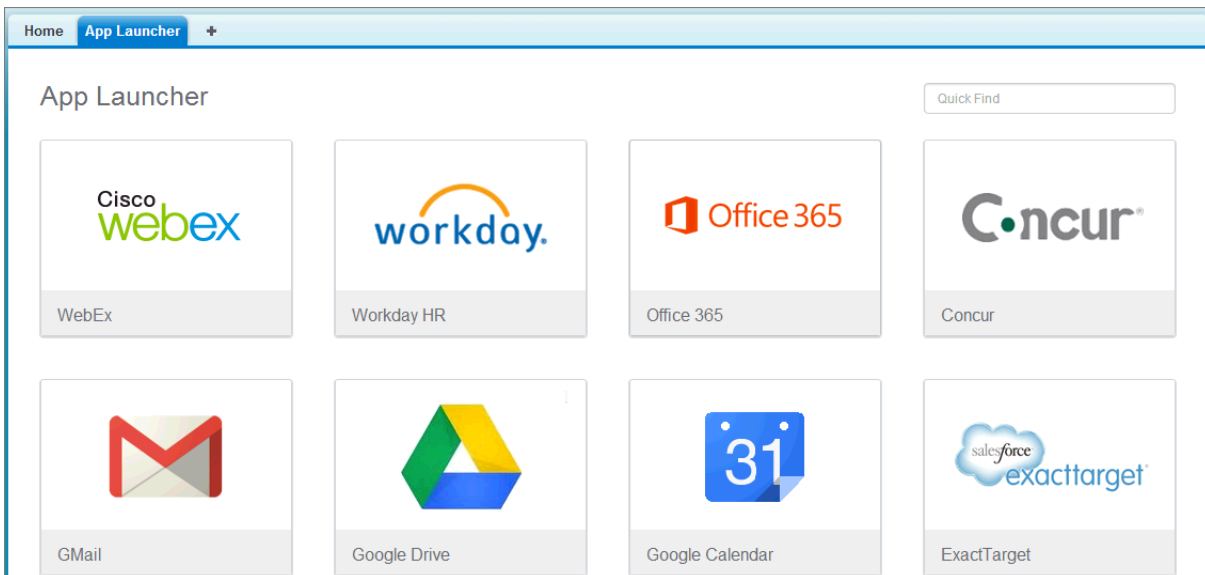 Home App Launcher +
App Launcher
Quick Find
Cisco
webex
workday.
Office 365
C•ncur®
WebEx
Workday HR
Office 365
Concur
31
salesforce
exacttarget
GMail
Google Drive
Google Calendar
ExactTarget